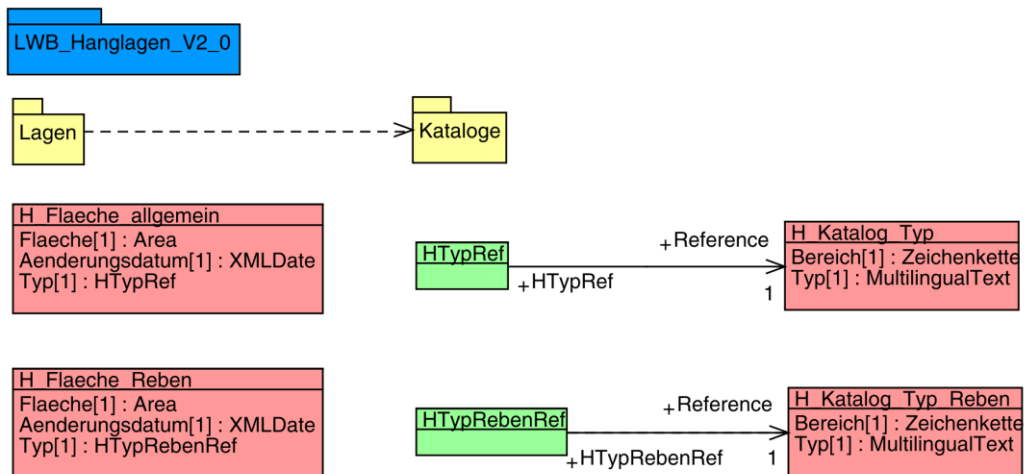 LWB_Hanglagen_V2_0
Lagen
Kataloge
H_Flaeche_allgemein
Flaeche[1] : Area
Aenderungsdatum[1] : XMLDate
Typ[1] : HTypRef
HTypRef
+HTypRef
+Reference
1
H_Katalog_Typ
Bereich[1] : Zeichenkette
Typ[1] : MultilingualText
H_Flaeche_Reben
Flaeche[1] : Area
Aenderungsdatum[1] : XMLDate
Typ[1] : HTypRebenRef
HTypRebenRef
+HTypRebenRef
+Reference
1
H_Katalog_Typ_Reben
Bereich[1] : Zeichenkette
Typ[1] : MultilingualText